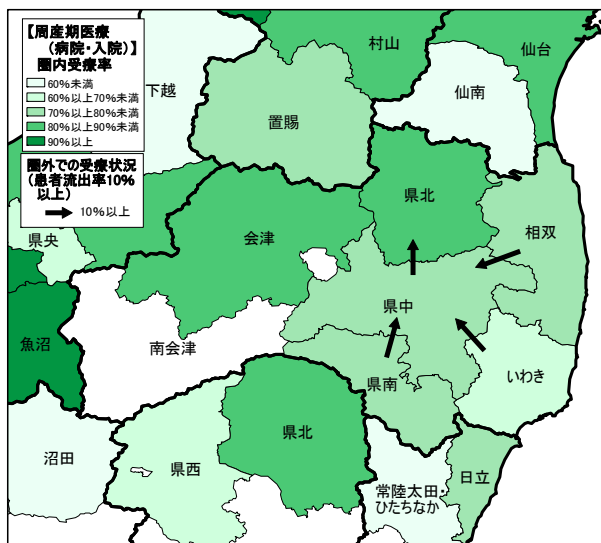 【周産期医療
（病院・入院）】
圏内受療率
60％未満
60％以上70％未満
70％以上80％未満
80％以上90％未満
90％以上
圏外での受療状況
（患者流出率10％
以上）
10％以上
下越
村山
仙台
仙南
置賜
県北
相双
会津
県央
県中
魚沼
南会津
県南
いわき
県北
沼田
県西
日立
常陸太田・
ひたちなか